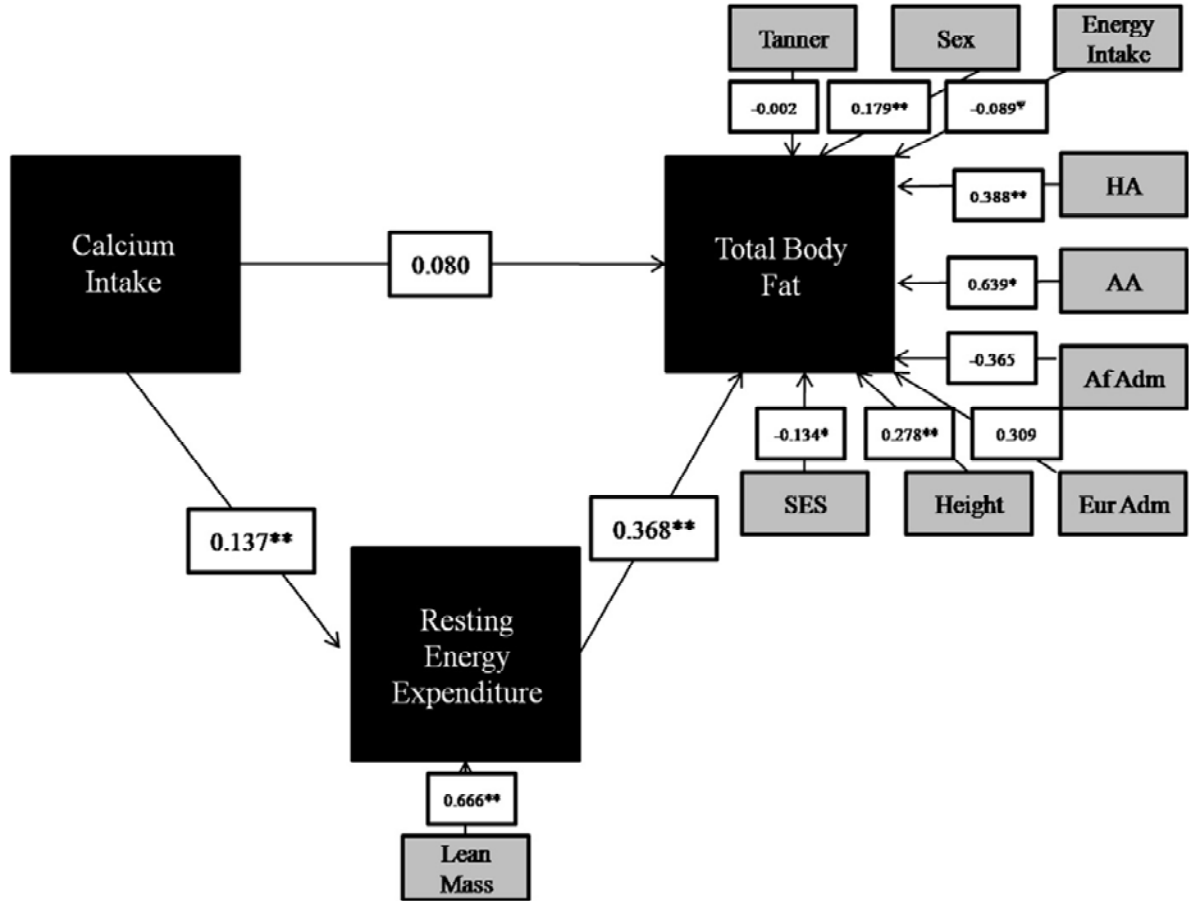 Tanner
Sex
Energy
Intake
-0.002
0.179**
-0.089*
HA
0.388**
Calcium
Intake
0.080
Total Body
Fat
AA
0.639*
-0.365
Af Adm
-0.134*
0.278**
0.309
SES
Height
Eur Adm
0.137**
0.368**
Resting
Energy
Expenditure
0.666**
Lean
Mass